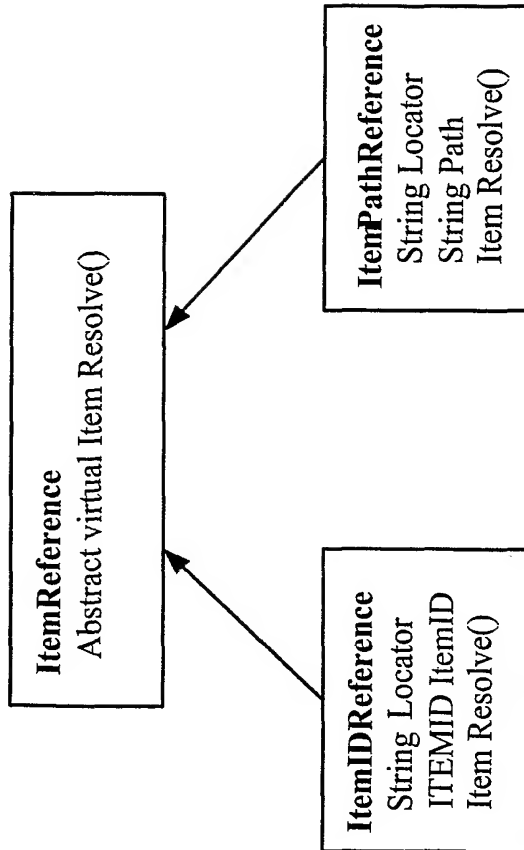 ItemReference
Abstract virtual Item Resolve()
ItemIDReference
String Locator
ITEMID ItemID
Item Resolve()
ItemPathReference
String Locator
String Path
Item Resolve()